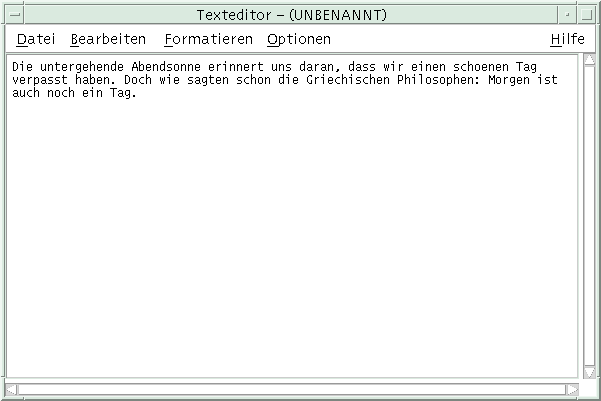 Texteditor – (UNBENANNT)
Datei Bearbeiten Formatieren Optionen Hilfe
Die untergehende Abendsonne erinnert uns daran, dass wir einen schoenen Tag
verpasst haben. Doch wie sagten schon die Griechischen Philosophen: Morgen ist
auch noch ein Tag.